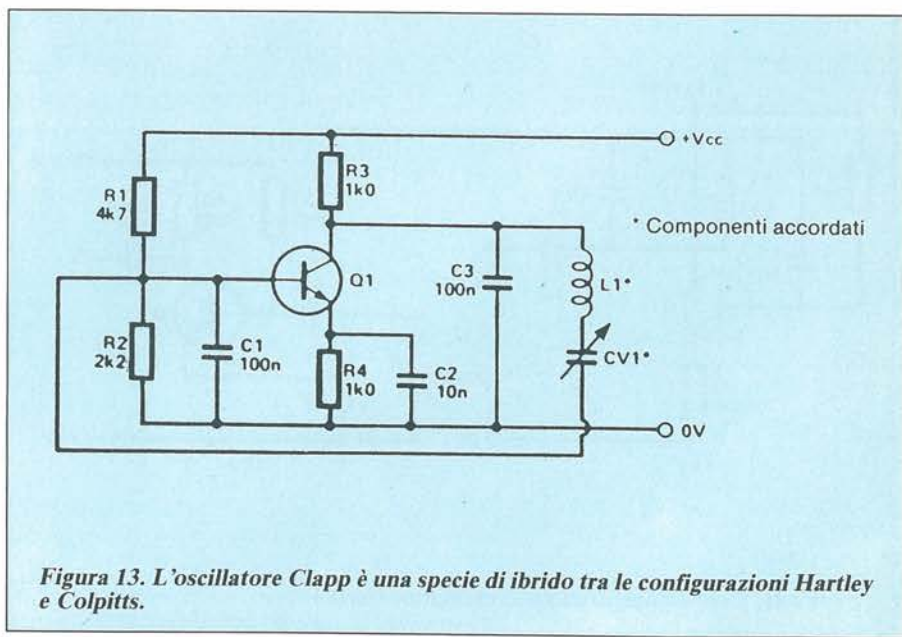 +Vcc
R3
1k0
R1
4k7
* Componenti accordati
Q1
C3
100n
L1*
R2
2k2
C1
100n
R4
1k0
C2
10n
CV1*
0V
Figura 13. L'oscillatore Clapp è una specie di ibrido tra le configurazioni Hartley
e Colpitts.